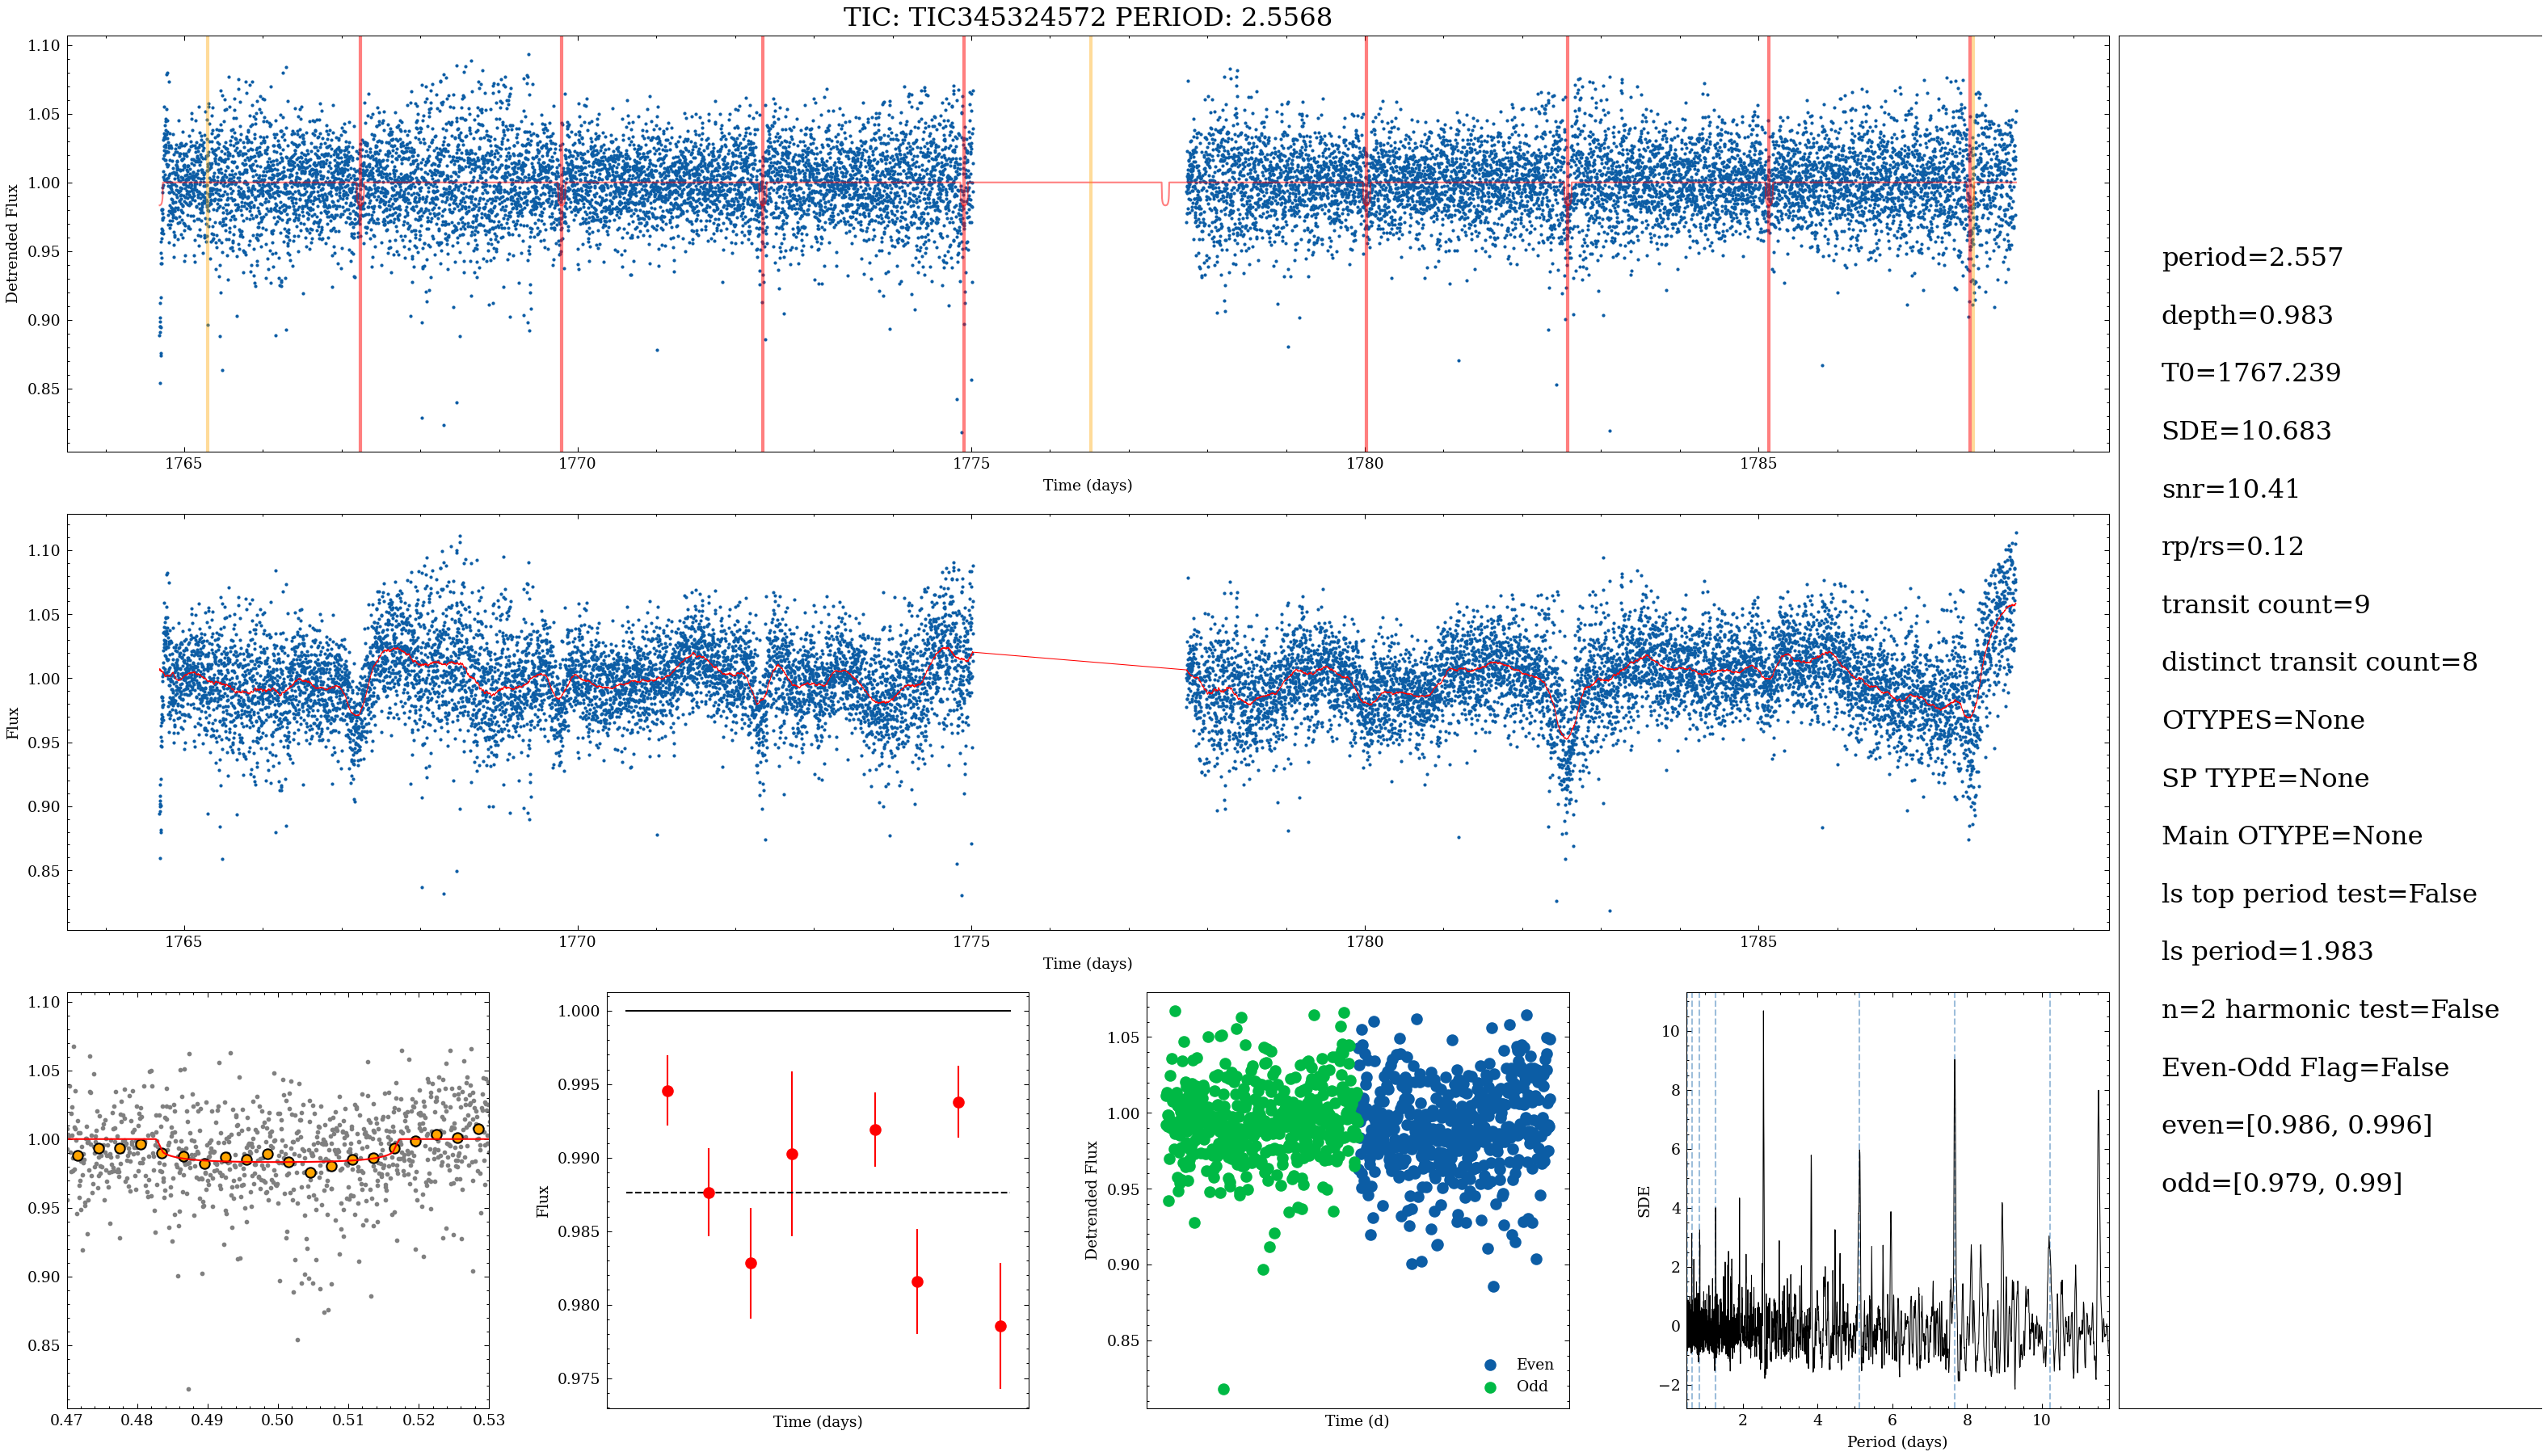 TIC: TIC345324572 PERIOD: 2.5568
1.10
1.05
1.00
0.95
0.90
0.85
Detrended Flux
1765
1770
1775
1780
1785
Time (days)
1.10
1.05
1.00
0.95
0.90
0.85
Flux
1765
1770
1775
1780
1785
Time (days)
1.10
1.05
1.00
0.95
0.90
0.85
0.47
0.48
0.49
0.50
0.51
0.52
0.53
1.000
0.995
0.990
0.985
0.980
0.975
Flux
Time (days)
1.05
1.00
0.95
0.90
0.85
Detrended Flux
Even
Odd
Time (d)
10
8
6
4
2
0
−2
SDE
2
4
6
8
10
Period (days)
period=2.557
depth=0.983
T0=1767.239
SDE=10.683
snr=10.41
rp/rs=0.12
transit count=9
distinct transit count=8
OTYPES=None
SP TYPE=None
Main OTYPE=None
ls top period test=False
ls period=1.983
n=2 harmonic test=False
Even-Odd Flag=False
even=[0.986, 0.996]
odd=[0.979, 0.99]